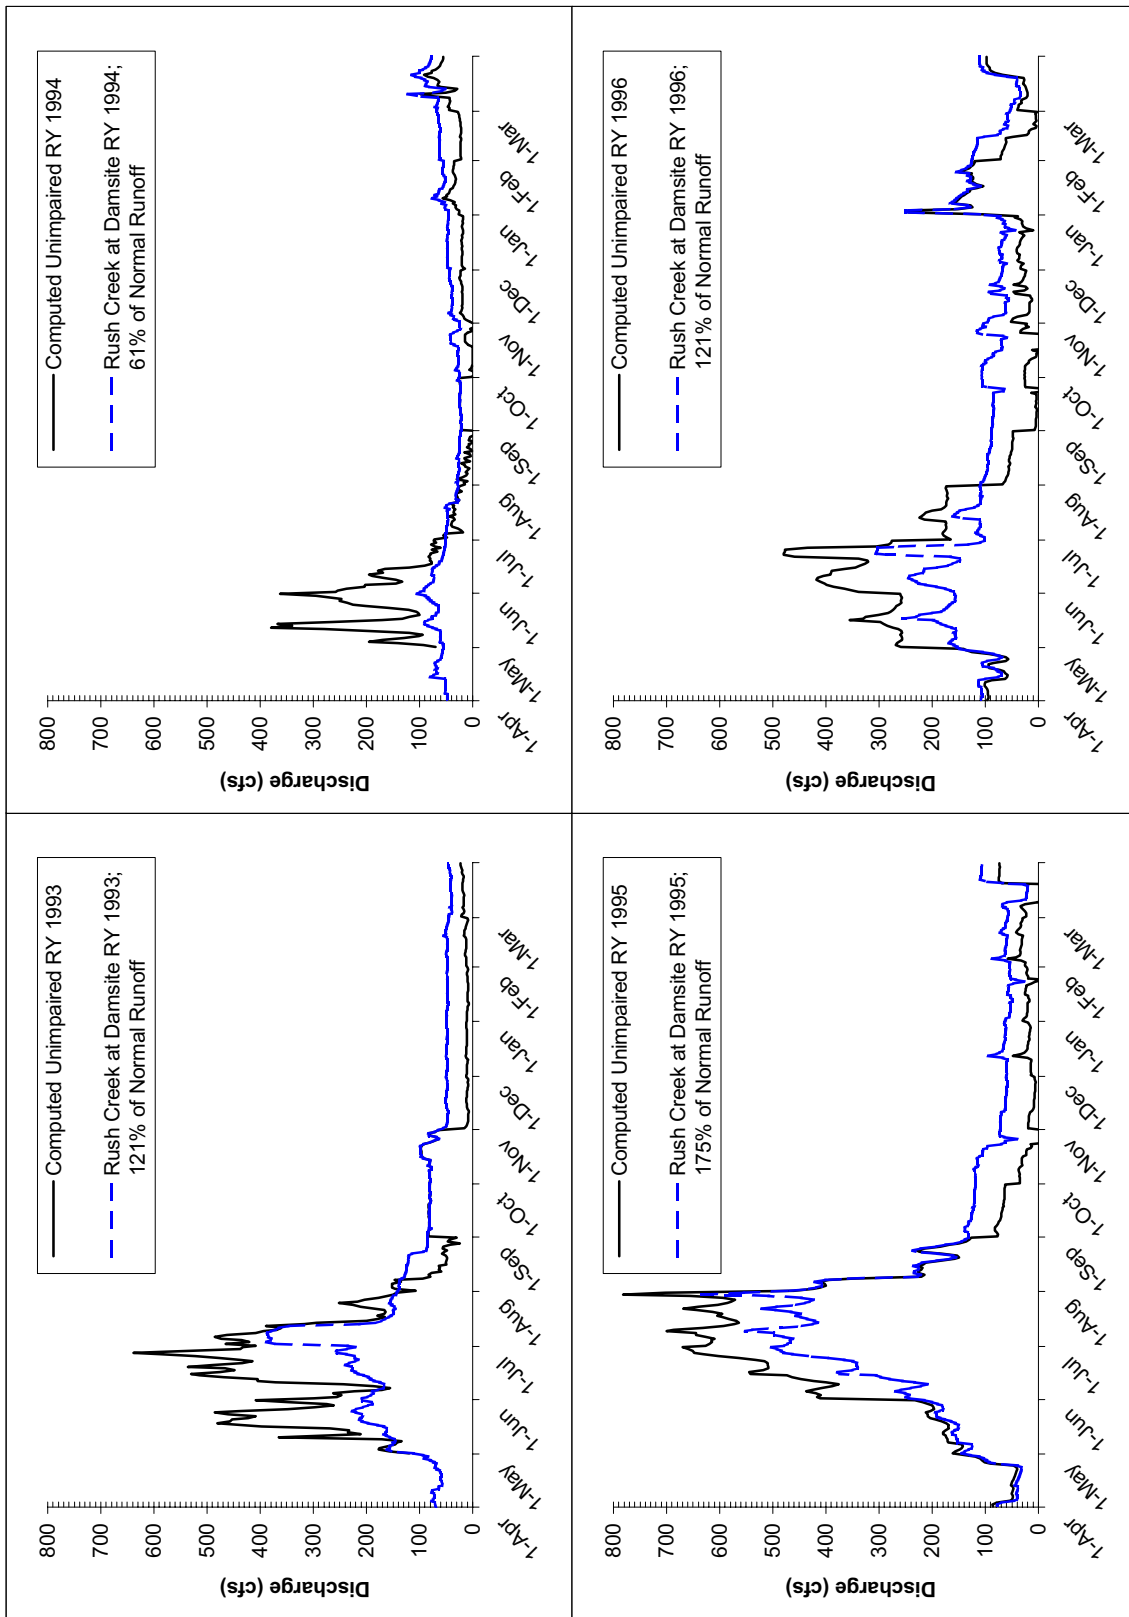 Computed Unimpaired RY 1993
Rush Creek at Damsite RY 1993;
121% of Normal Runoff
800
700
600
500
400
300
200
100
0
Discharge (cfs)
1-Apr
1-May
1-Jun
1-Jul
1-Aug
1-Sep
1-Oct
1-Nov
1-Dec
1-Jan
1-Feb
1-Mar
Computed Unimpaired RY 1994
Rush Creek at Damsite RY 1994;
61% of Normal Runoff
800
700
600
500
400
300
200
100
0
Discharge (cfs)
1-Apr
1-May
1-Jun
1-Jul
1-Aug
1-Sep
1-Oct
1-Nov
1-Dec
1-Jan
1-Feb
1-Mar
Computed Unimpaired RY 1995
Rush Creek at Damsite RY 1995;
175% of Normal Runoff
800
700
600
500
400
300
200
100
0
Discharge (cfs)
1-Apr
1-May
1-Jun
1-Jul
1-Aug
1-Sep
1-Oct
1-Nov
1-Dec
1-Jan
1-Feb
1-Mar
Computed Unimpaired RY 1996
Rush Creek at Damsite RY 1996;
121% of Normal Runoff
800
700
600
500
400
300
200
100
0
Discharge (cfs)
1-Apr
1-May
1-Jun
1-Jul
1-Aug
1-Sep
1-Oct
1-Nov
1-Dec
1-Jan
1-Feb
1-Mar